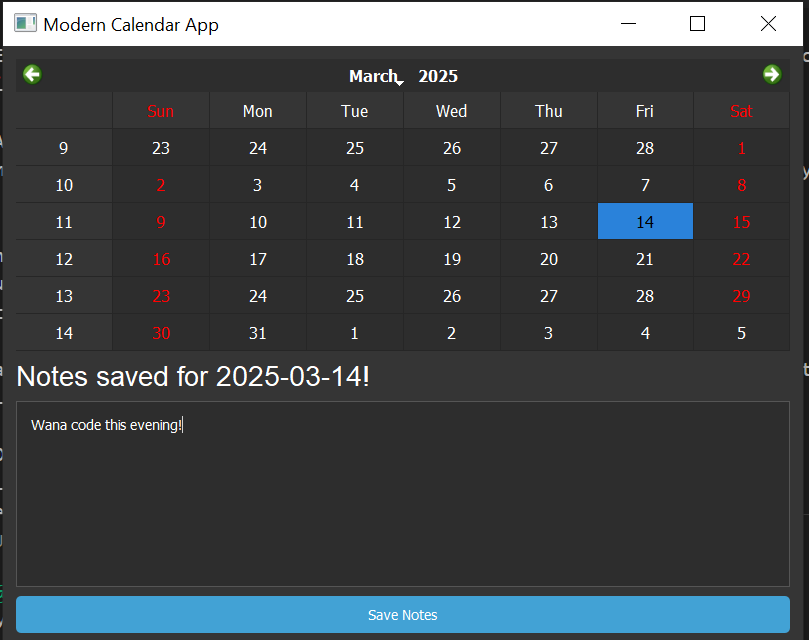 Modern Calendar App
March 2025
Sun Mon Tue Wed Thu Fri Sat
9 23 24 25 26 27 28 1
10 2 3 4 5 6 7 8
11 9 10 11 12 13 14 15
12 16 17 18 19 20 21 22
13 23 24 25 26 27 28 29
14 30 31 1 2 3 4 5
Notes saved for 2025-03-14!
Wana code this evening!
Save Notes